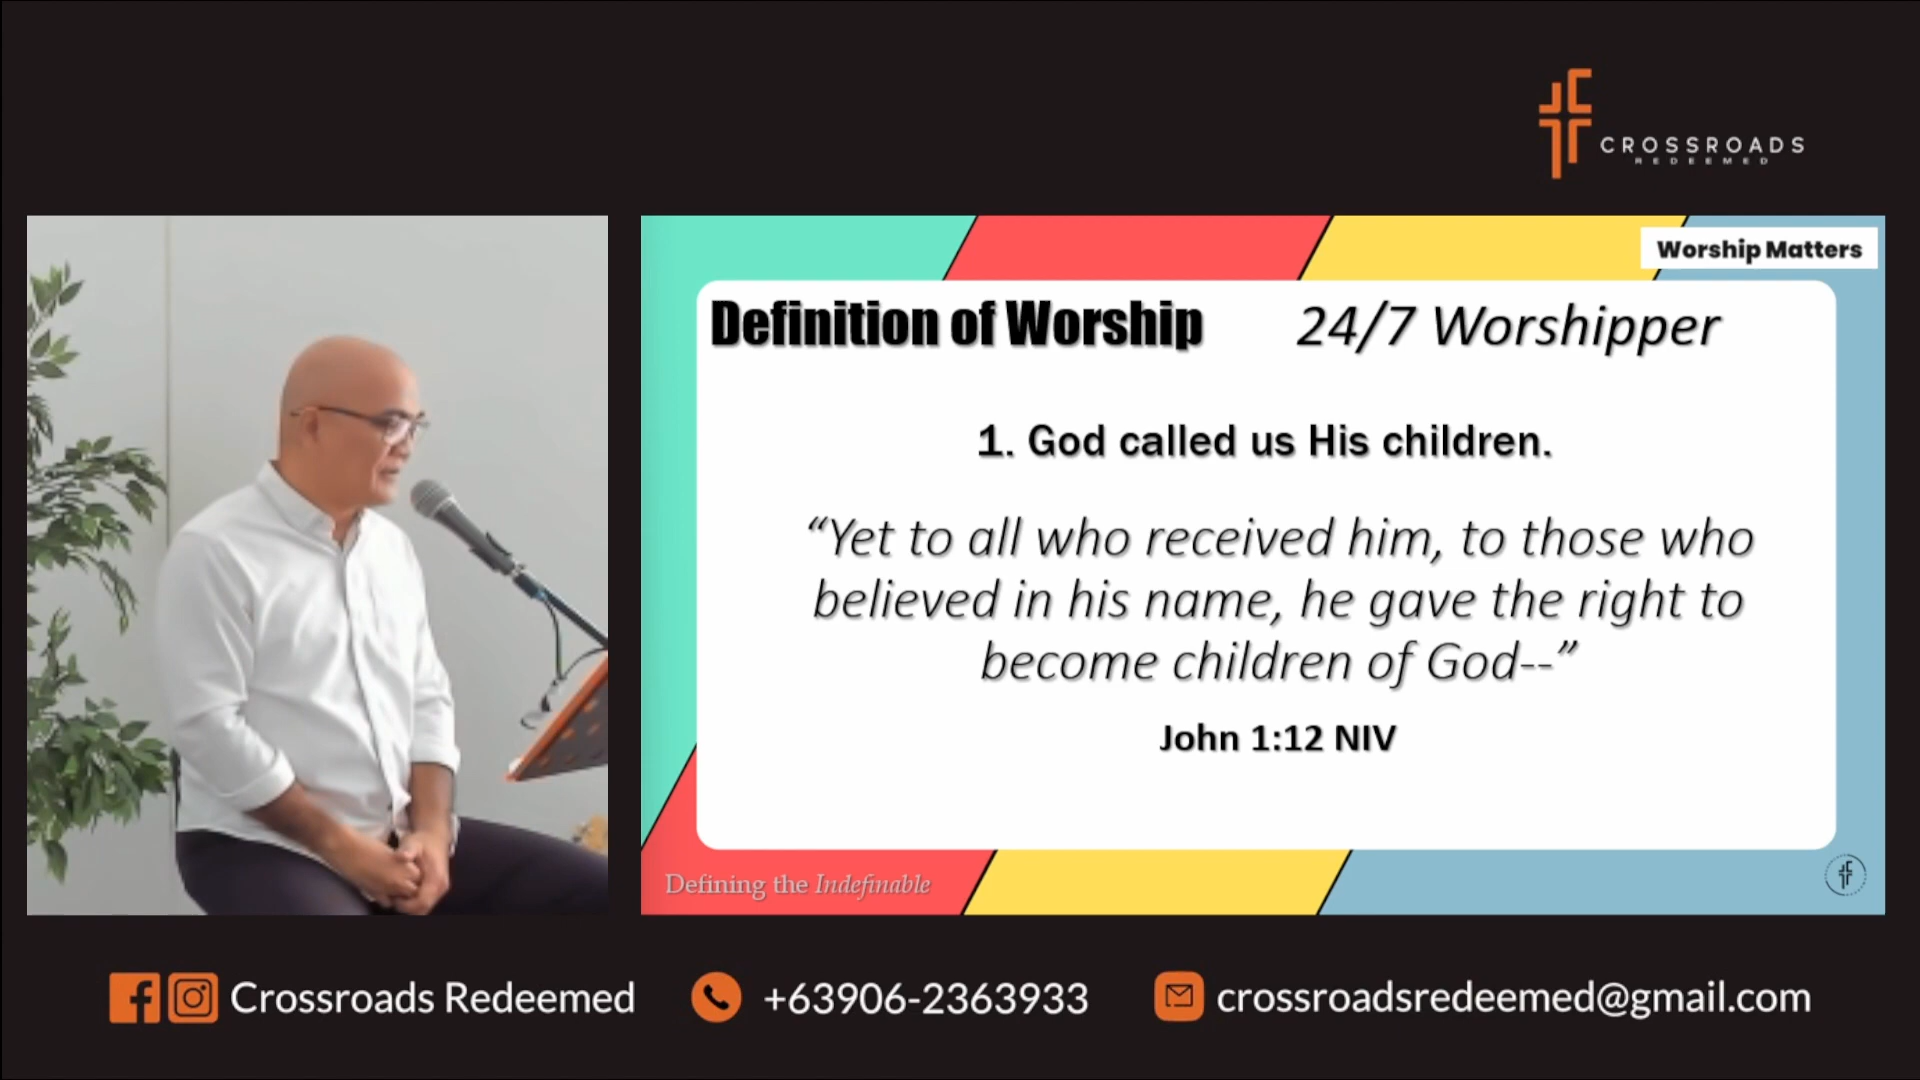 CROSSROADS
REDEEMED
Worship Matters
Definition of Worship 24/7 Worshipper
1. God called us His children.
“Yet to all who received him, to those who
believed in his name, he gave the right to
become children of God--”
John 1:12 NIV
Defining the Indefinable
Crossroads Redeemed +63906-2363933 crossroadsredeemed@gmail.com